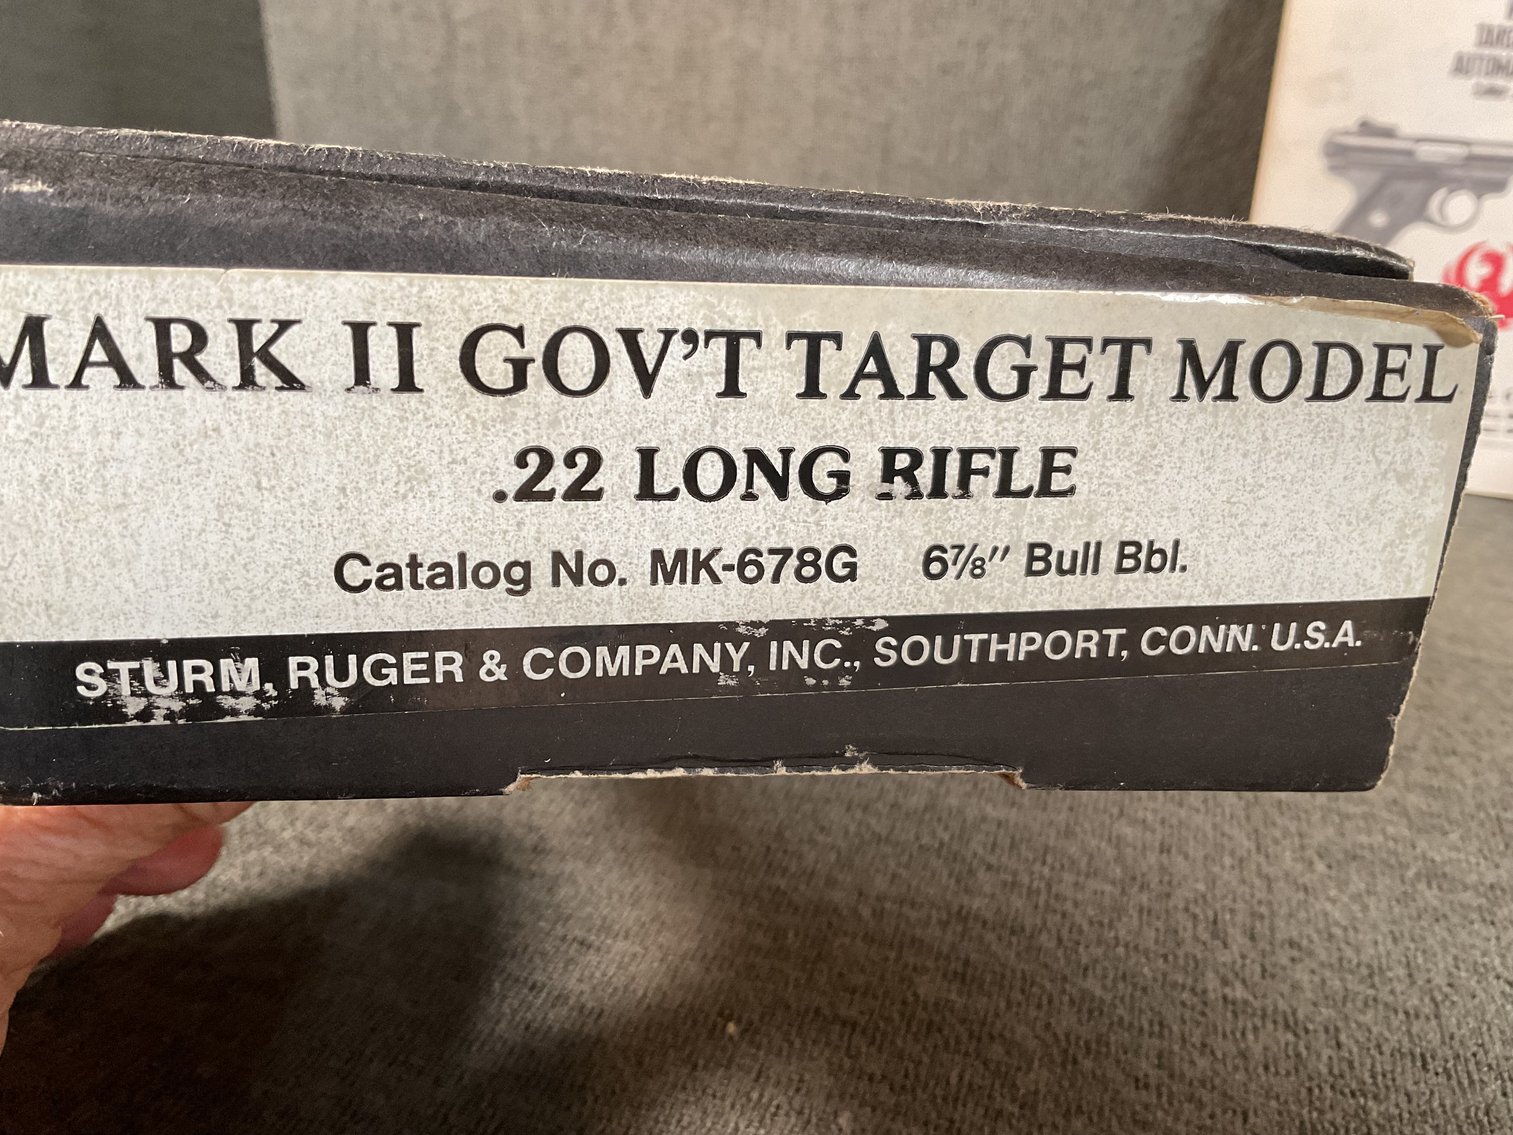 MARK II GOV'T TARGET MODEL
.22 LONG RIFLE
Catalog No. MK-678G 6⅞" Bull Bbl.
STURM, RUGER & COMPANY, INC., SOUTHPORT, CONN. U.S.A.